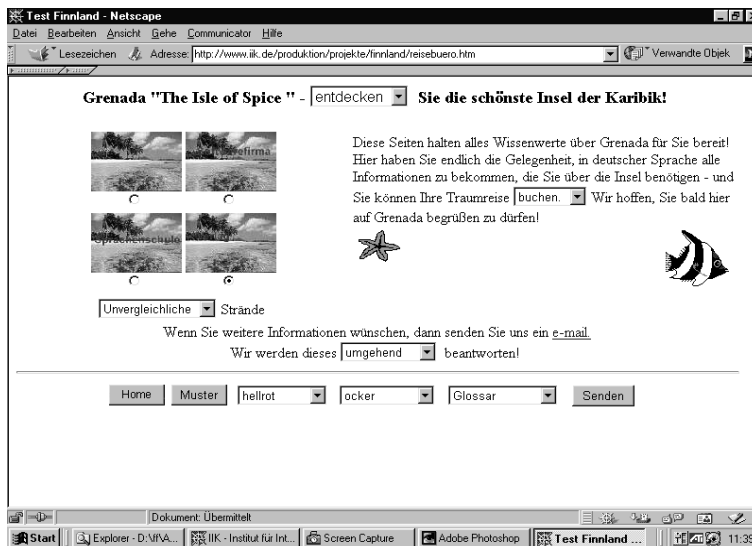 Test Finnland - Netscape
Datei Bearbeiten Ansicht Gehe Communicator Hilfe
Lesezeichen Adresse: http://www.iik.de/produktion/projekte/finnland/reisebuero.htm Verwandte Objek
Grenada "The Isle of Spice " - entdecken Sie die schönste Insel der Karibik!
Diese Seiten halten alles Wissenwerte über Grenada für Sie bereit!
Hier haben Sie endlich die Gelegenheit, in deutscher Sprache alle
Informationen zu bekommen, die Sie über die Insel benötigen - und
Sie können Ihre Traumreise buchen. Wir hoffen, Sie bald hier
auf Grenada begrüßen zu dürfen!
Sprachenschule
Unvergleichliche Strände
Wenn Sie weitere Informationen wünschen, dann senden Sie uns ein e-mail.
Wir werden dieses umgehend beantworten!
Home Muster hellrot ocker Glossar Senden
Dokument: Übermittelt
Start Explorer - D:\ff\A... IIK - Institut für Int... Screen Capture Adobe Photoshop Test Finnland ... 11:35